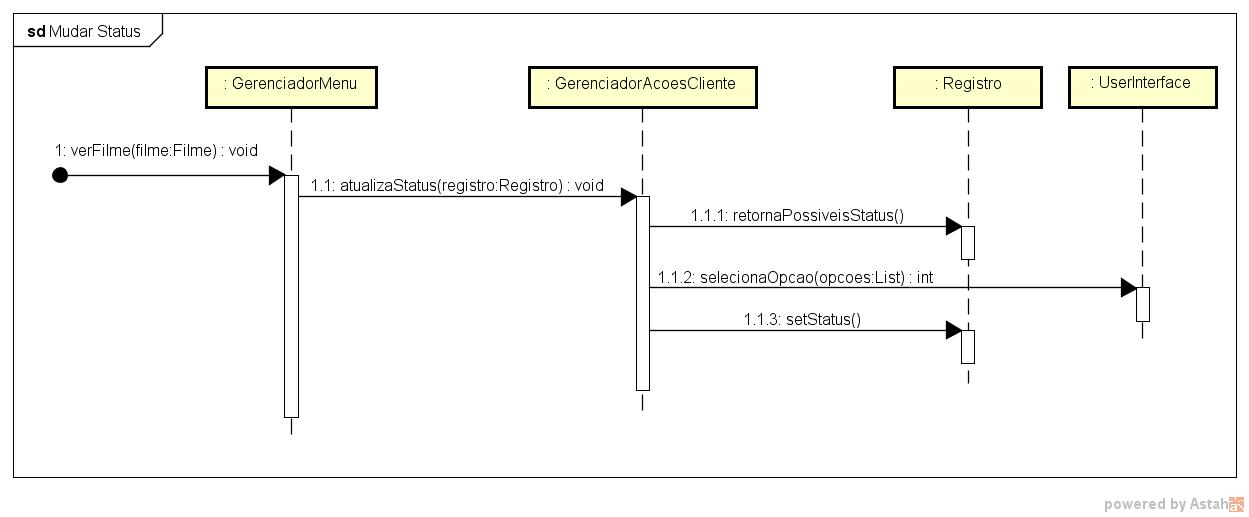 sd Mudar Status
: GerenciadorMenu
: GerenciadorAcoesCliente
: Registro
: UserInterface
1: verFilme(filme:Filme) : void
1.1: atualizaStatus(registro:Registro) : void
1.1.1: retornaPossiveisStatus()
1.1.2: selecionaOpcao(opcoes:List) : int
1.1.3: setStatus()
powered by Astah